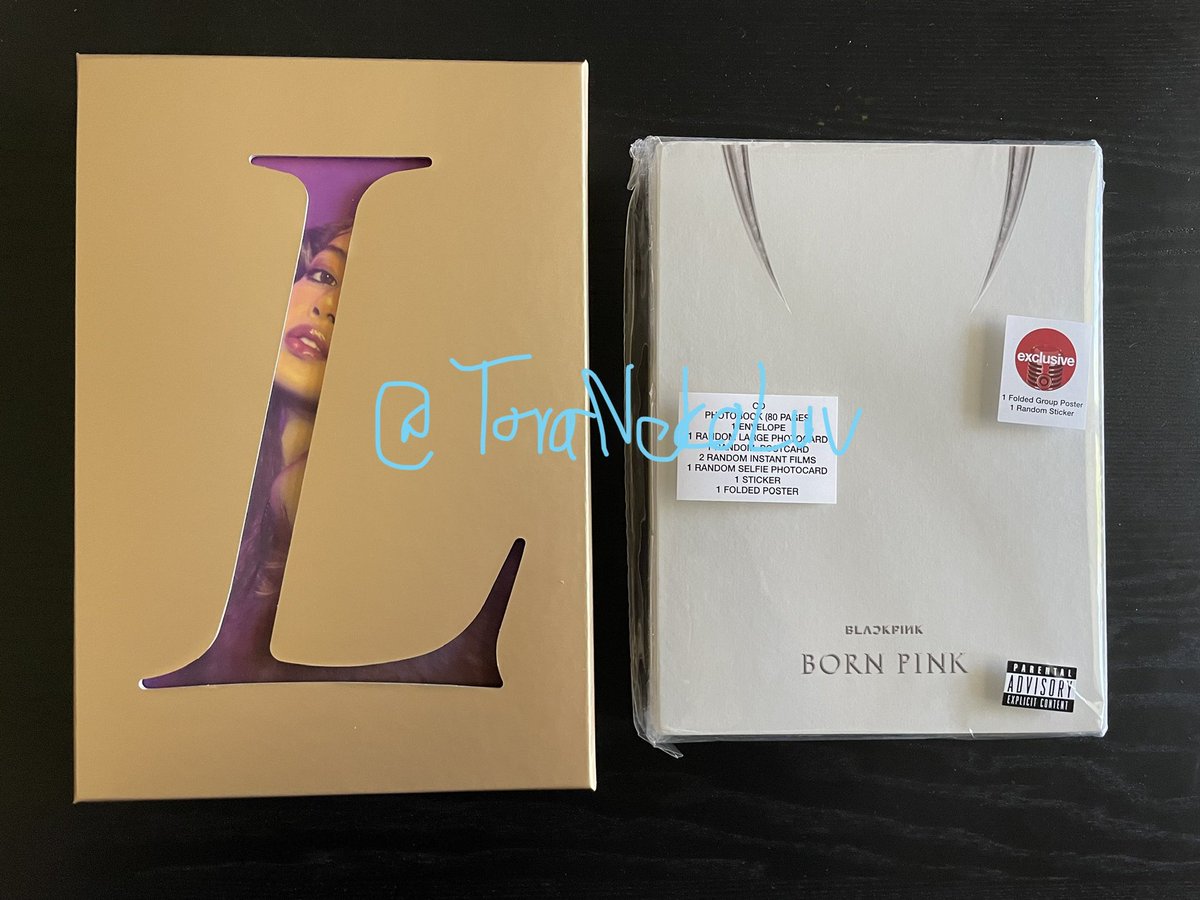 L
@ToraNekoLuv
CD
PHOTOBOOK (80 PAGES)
1 ENVELOPE
1 RANDOM LARGE PHOTOCARD
1 RANDOM POSTCARD
2 RANDOM INSTANT FILMS
1 RANDOM SELFIE PHOTOCARD
1 STICKER
1 FOLDED POSTER
exclusive
1 Folded Group Poster
1 Random Sticker
BLACKPINK
BORN PINK
PARENTAL
ADVISORY
EXPLICIT CONTENT